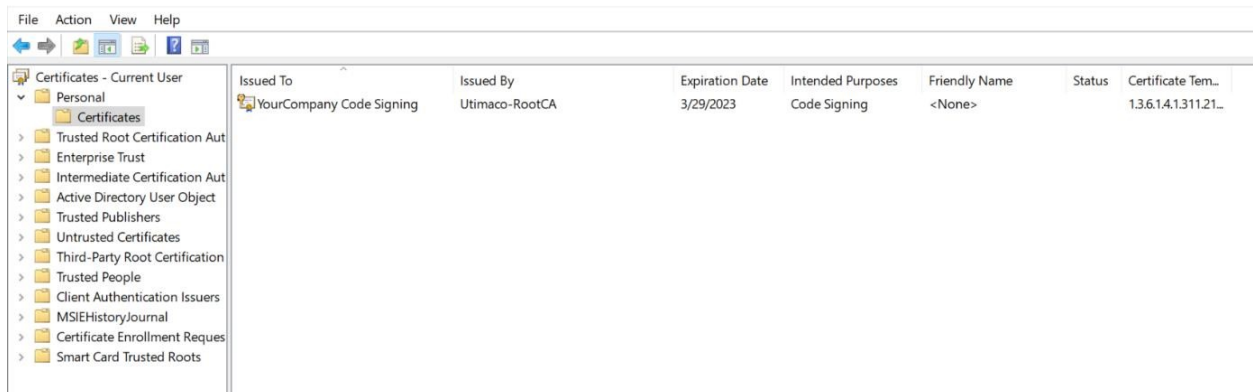 File Action View Help
Certificates - Current User
Personal
Certificates
Trusted Root Certification Aut
Enterprise Trust
Intermediate Certification Aut
Active Directory User Object
Trusted Publishers
Untrusted Certificates
Third-Party Root Certification
Trusted People
Client Authentication Issuers
MSIEHistoryJournal
Certificate Enrollment Reques
Smart Card Trusted Roots
Issued To Issued By Expiration Date Intended Purposes Friendly Name Status Certificate Tem...
YourCompany Code Signing Utimaco-RootCA 3/29/2023 Code Signing <None> 1.3.6.1.4.1.311.21...